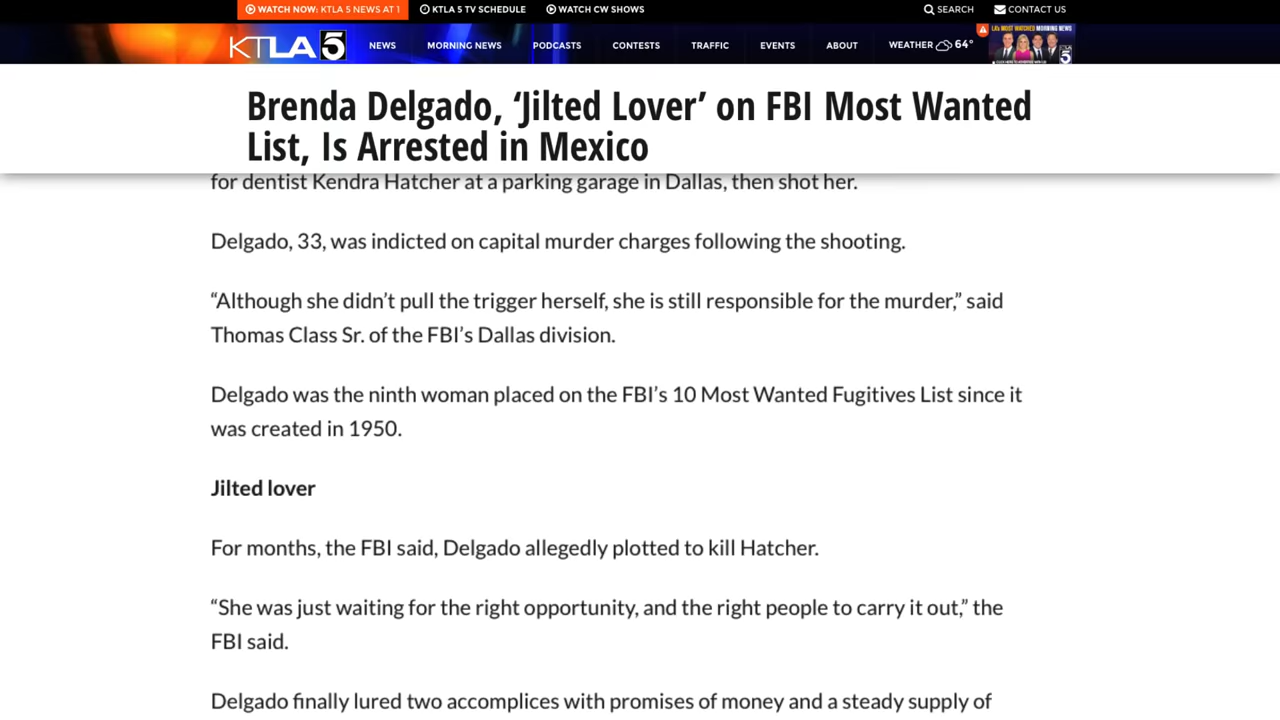 WATCH NOW: KTLA 5 NEWS AT 1 KTLA 5 TV SCHEDULE WATCH CW SHOWS SEARCH CONTACT US
KTLA 5 NEWS MORNING NEWS PODCASTS CONTESTS TRAFFIC EVENTS ABOUT WEATHER 64°
Brenda Delgado, ‘Jilted Lover’ on FBI Most Wanted
List, Is Arrested in Mexico
for dentist Kendra Hatcher at a parking garage in Dallas, then shot her.
Delgado, 33, was indicted on capital murder charges following the shooting.
“Although she didn’t pull the trigger herself, she is still responsible for the murder,” said
Thomas Class Sr. of the FBI’s Dallas division.
Delgado was the ninth woman placed on the FBI’s 10 Most Wanted Fugitives List since it
was created in 1950.
Jilted lover
For months, the FBI said, Delgado allegedly plotted to kill Hatcher.
“She was just waiting for the right opportunity, and the right people to carry it out,” the
FBI said.
Delgado finally lured two accomplices with promises of money and a steady supply of